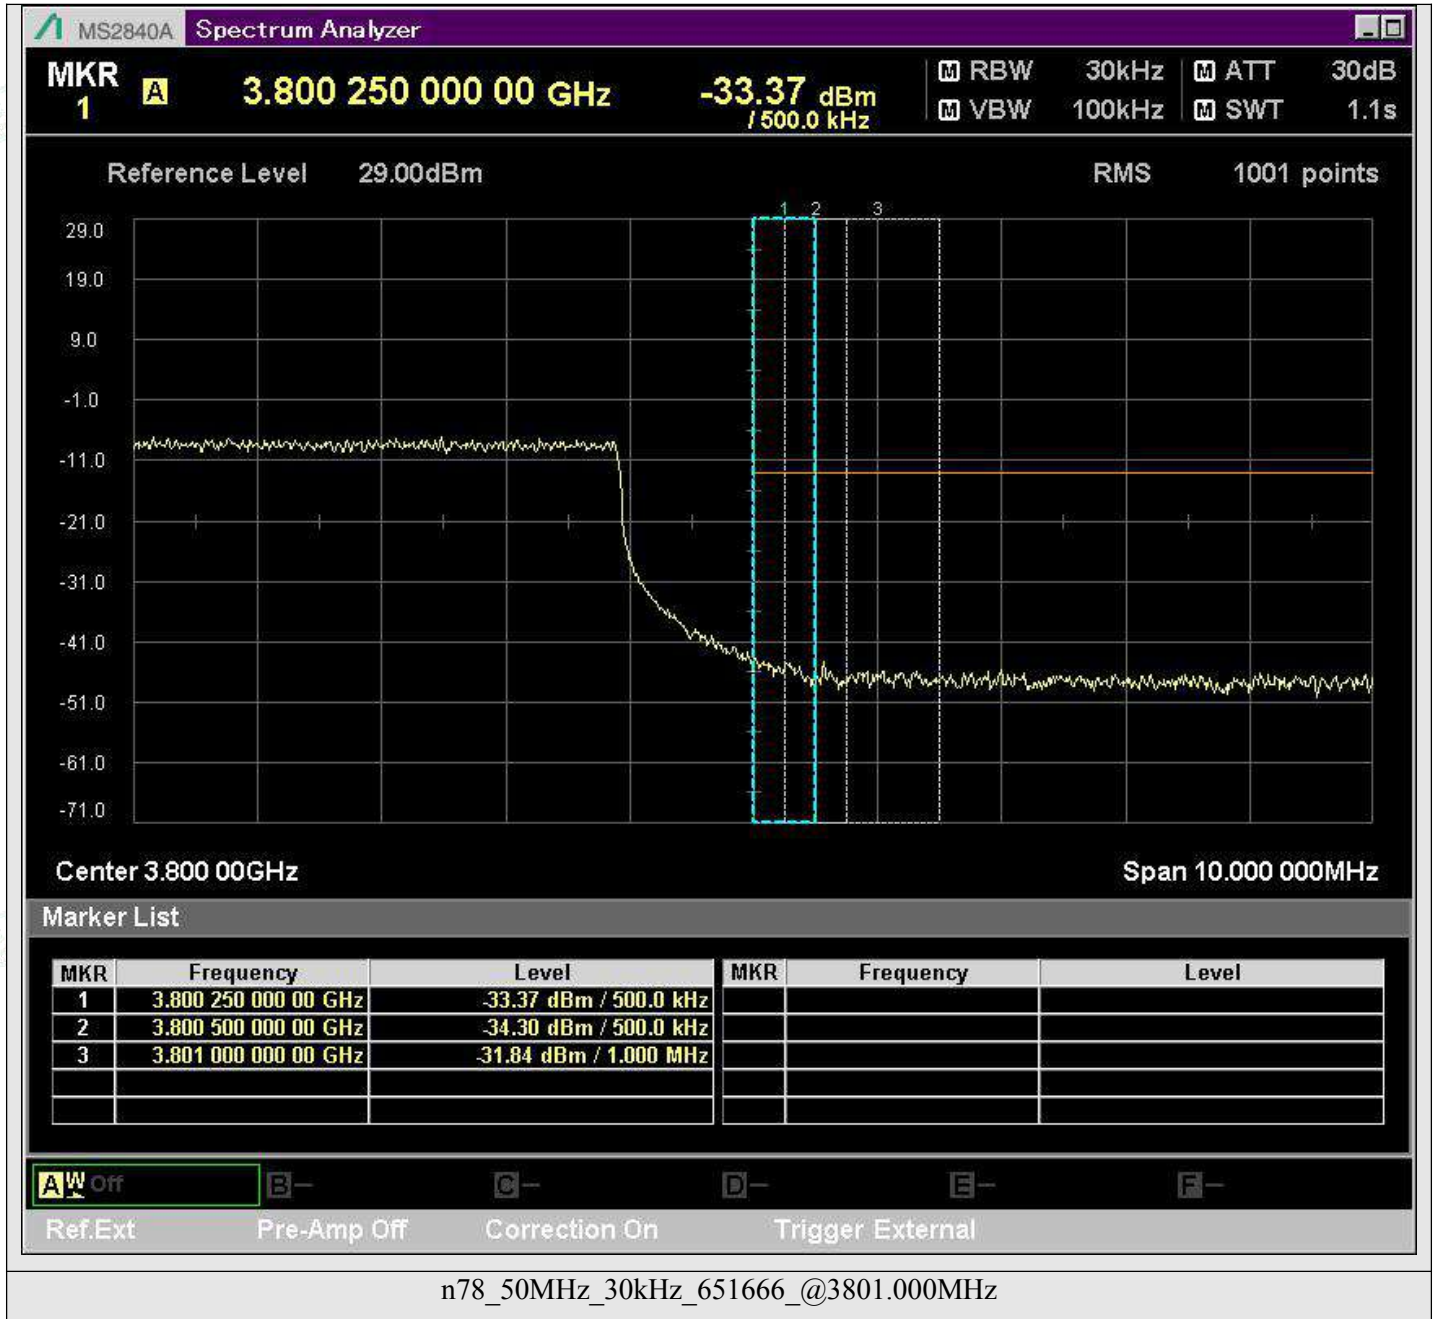 MS2840A Spectrum Analyzer
MKR 1 A 3.800 250 000 00 GHz -33.37 dBm / 500.0 kHz
M RBW 30kHz M ATT 30dB
M VBW 100kHz M SWT 1.1s
Reference Level 29.00dBm RMS 1001 points
1 2 3
29.0
19.0
9.0
-1.0
-11.0
-21.0
-31.0
-41.0
-51.0
-61.0
-71.0
Center 3.800 00GHz Span 10.000 000MHz
Marker List
MKR Frequency Level MKR Frequency Level
1 3.800 250 000 00 GHz -33.37 dBm / 500.0 kHz
2 3.800 500 000 00 GHz -34.30 dBm / 500.0 kHz
3 3.801 000 000 00 GHz -31.84 dBm / 1.000 MHz
A W Off B - C - D - E - F -
Ref.Ext Pre-Amp Off Correction On Trigger External
n78_50MHz_30kHz_651666_@3801.000MHz